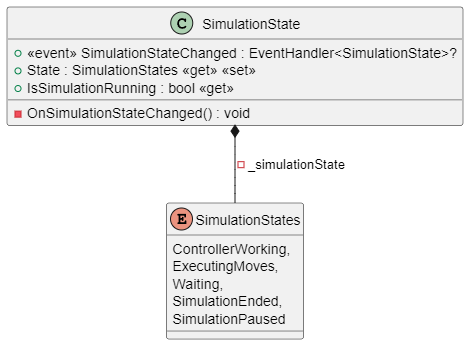 C SimulationState
«event» SimulationStateChanged : EventHandler<SimulationState>?
State : SimulationStates «get» «set»
IsSimulationRunning : bool «get»
OnSimulationStateChanged() : void
_simulationState
E SimulationStates
ControllerWorking,
ExecutingMoves,
Waiting,
SimulationEnded,
SimulationPaused